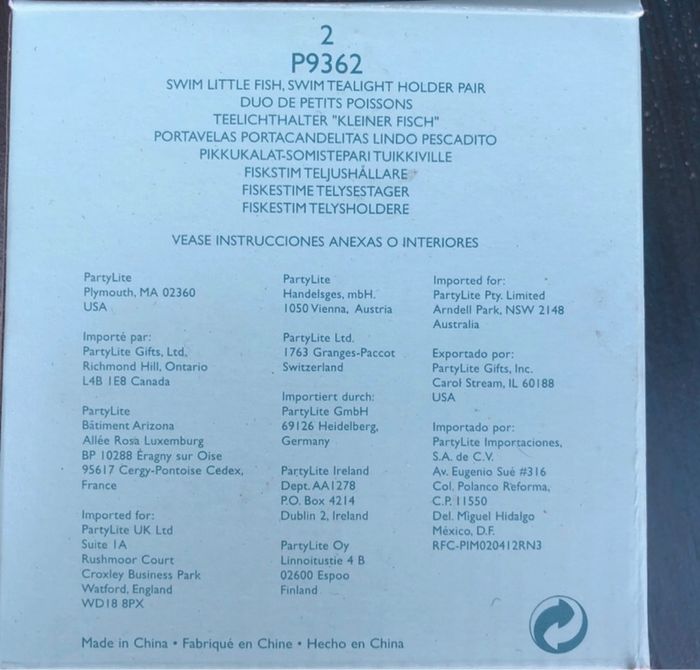 2
P9362
SWIM LITTLE FISH, SWIM TEALIGHT HOLDER PAIR
DUO DE PETITS POISSONS
TEELICHTHALTER "KLEINER FISCH"
PORTAVELAS PORTACANDELITAS LINDO PESCADITO
PIKKUKALAT-SOMISTEPARI TUIKKIVILLE
FISKSTIM TELJUSHÅLLARE
FISKESTIME TELYSESTAGER
FISKESTIM TELYSHOLDERE
VEASE INSTRUCCIONES ANEXAS O INTERIORES
PartyLite
Plymouth, MA 02360
USA
Importé par:
PartyLite Gifts, Ltd.
Richmond Hill, Ontario
L4B 1E8 Canada
PartyLite
Bâtiment Arizona
Allée Rosa Luxemburg
BP 10288 Éragny sur Oise
95617 Cergy-Pontoise Cedex,
France
Imported for:
PartyLite UK Ltd
Suite 1A
Rushmoor Court
Croxley Business Park
Watford, England
WD18 8PX
PartyLite
Handelsges, mbH.
1050 Vienna, Austria
PartyLite Ltd.
1763 Granges-Paccot
Switzerland
Importiert durch:
PartyLite GmbH
69126 Heidelberg,
Germany
PartyLite Ireland
Dept. AA1278
P.O. Box 4214
Dublin 2, Ireland
PartyLite Oy
Linnoitustie 4 B
02600 Espoo
Finland
Imported for:
PartyLite Pty. Limited
Arndell Park, NSW 2148
Australia
Exportado por:
PartyLite Gifts, Inc.
Carol Stream, IL 60188
USA
Importado por:
PartyLite Importaciones,
S.A. de C.V.
Av. Eugenio Sué #316
Col. Polanco Reforma,
C.P. 11550
Del. Miguel Hidalgo
México, D.F.
RFC-PIM020412RN3
Made in China • Fabriqué en Chine • Hecho en China